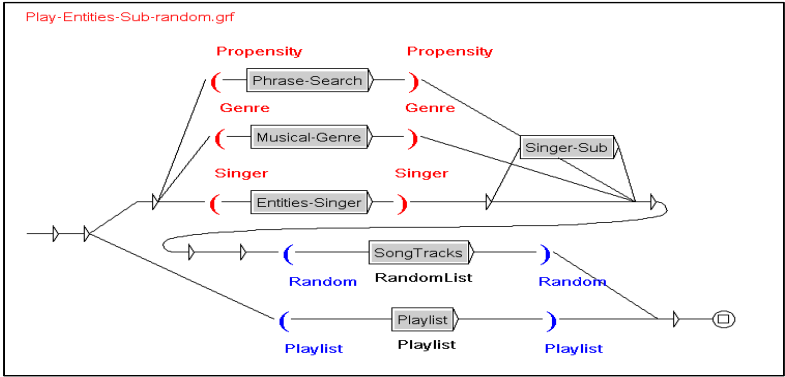 Play-Entities-Sub-random.grf
Propensity Propensity
( Phrase-Search )
Genre Genre
( Musical-Genre ) Singer-Sub
Singer Singer
( Entities-Singer )
( SongTracks )
Random RandomList Random
( Playlist )
Playlist Playlist Playlist